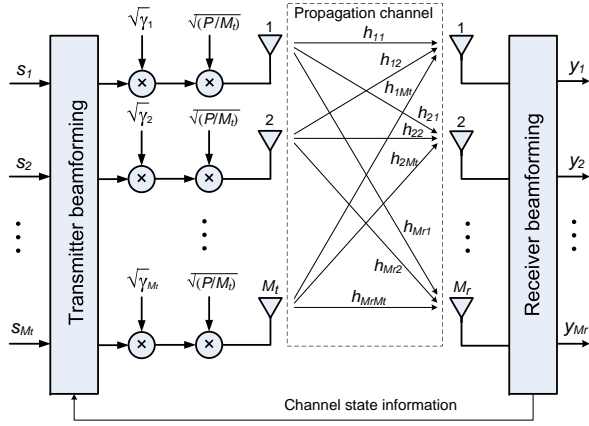 Propagation channel
√γ1
√(P/Mt)
1
h11
1
s1
y1
h12
h1Mt
√γ2
√(P/Mt)
2
h21
h22
2
s2
y2
h2Mt
Transmitter beamforming
Receiver beamforming
hMr1
√γMt
√(P/Mt)
Mt
hMr2
Mr
hMrMt
sMt
yMr
Channel state information